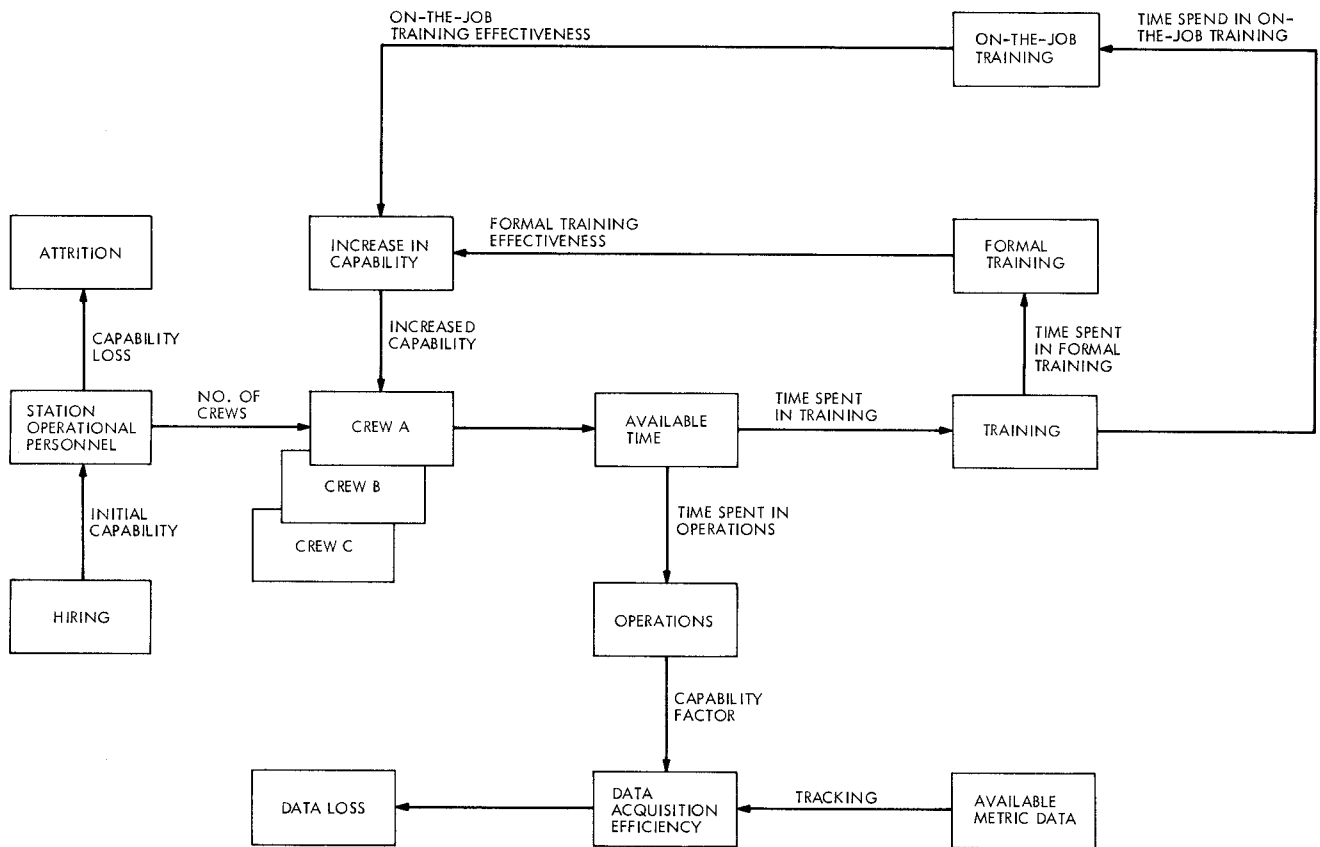 ON-THE-JOB
TRAINING EFFECTIVENESS
ON-THE-JOB
TRAINING
TIME SPEND IN ON-
THE-JOB TRAINING
ATTRITION
INCREASE IN
CAPABILITY
FORMAL TRAINING
EFFECTIVENESS
FORMAL
TRAINING
CAPABILITY
LOSS
INCREASED
CAPABILITY
TIME SPENT
IN FORMAL
TRAINING
STATION
OPERATIONAL
PERSONNEL
NO. OF
CREWS
CREW A
AVAILABLE
TIME
TIME SPENT
IN TRAINING
TRAINING
CREW B
CREW C
INITIAL
CAPABILITY
TIME SPENT IN
OPERATIONS
HIRING
OPERATIONS
CAPABILITY
FACTOR
DATA LOSS
DATA
ACQUISITION
EFFICIENCY
TRACKING
AVAILABLE
METRIC DATA